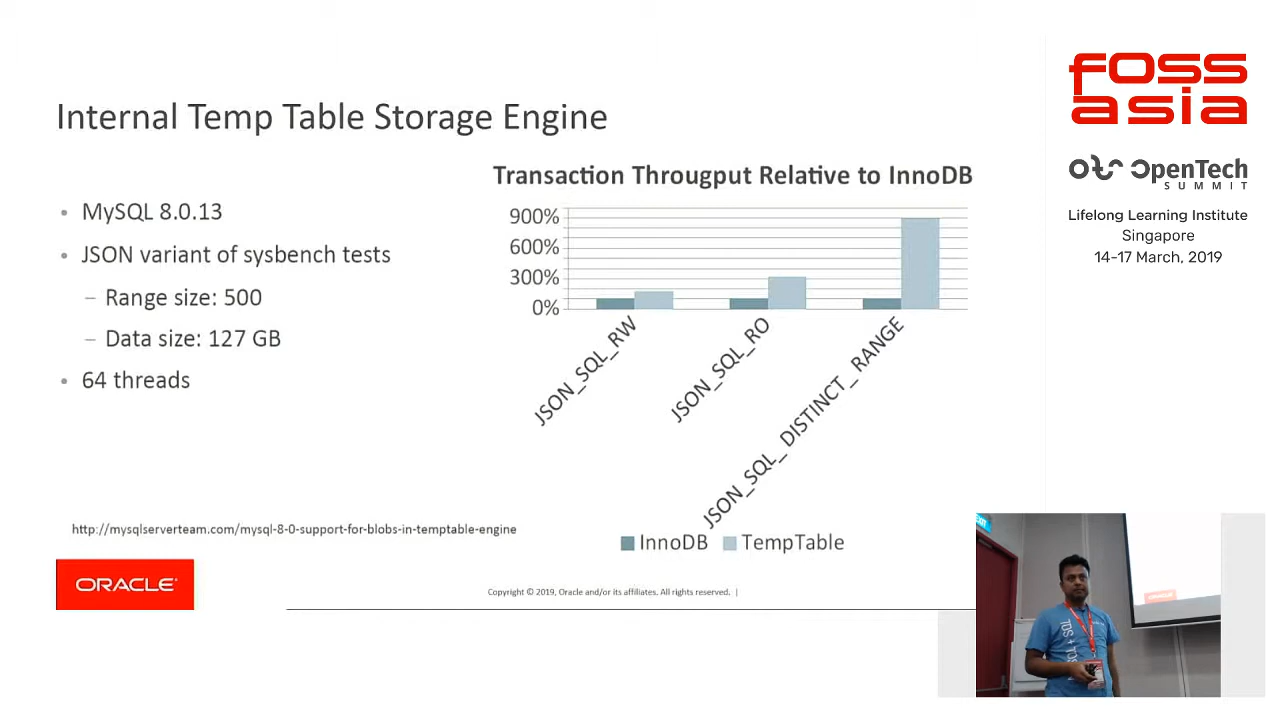 Internal Temp Table Storage Engine
• MySQL 8.0.13
• JSON variant of sysbench tests
– Range size: 500
– Data size: 127 GB
• 64 threads
Transaction Througput Relative to InnoDB
900%
600%
300%
0%
JSON_SQL_RW
JSON_SQL_RO
JSON_SQL_DISTINCT_RANGE
InnoDB
TempTable
http://mysqlserverteam.com/mysql-8-0-support-for-blobs-in-temptable-engine
ORACLE
Copyright © 2019, Oracle and/or its affiliates. All rights reserved. |
FOSS
asia
OpenTech
SUMMIT
Lifelong Learning Institute
Singapore
14-17 March, 2019
ORACLE